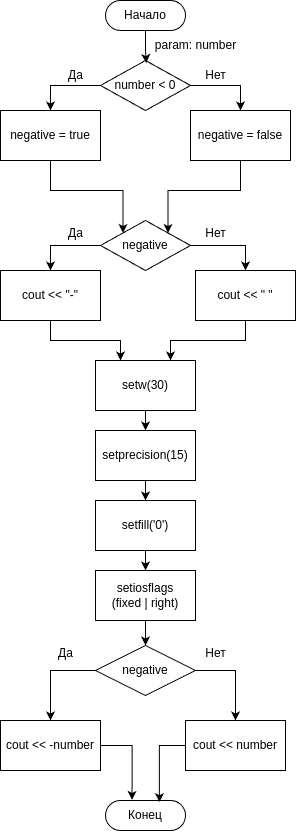 Начало
param: number
Да
Нет
number < 0
negative = true
negative = false
Да
Нет
negative
cout << "-"
cout << " "
setw(30)
setprecision(15)
setfill('0')
setiosflags
(fixed | right)
Да
Нет
negative
cout << -number
cout << number
Конец